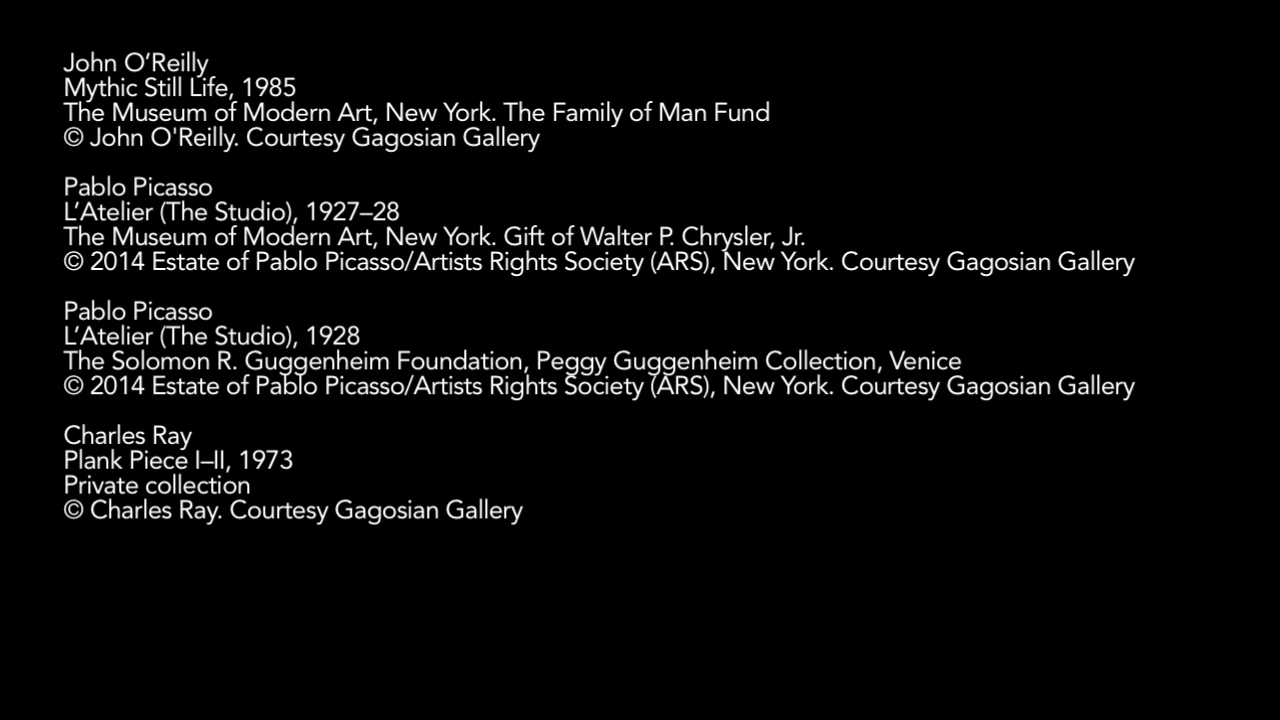 John O’Reilly
Mythic Still Life, 1985
The Museum of Modern Art, New York. The Family of Man Fund
© John O'Reilly. Courtesy Gagosian Gallery
Pablo Picasso
L’Atelier (The Studio), 1927–28
The Museum of Modern Art, New York. Gift of Walter P. Chrysler, Jr.
© 2014 Estate of Pablo Picasso/Artists Rights Society (ARS), New York. Courtesy Gagosian Gallery
Pablo Picasso
L’Atelier (The Studio), 1928
The Solomon R. Guggenheim Foundation, Peggy Guggenheim Collection, Venice
© 2014 Estate of Pablo Picasso/Artists Rights Society (ARS), New York. Courtesy Gagosian Gallery
Charles Ray
Plank Piece I–II, 1973
Private collection
© Charles Ray. Courtesy Gagosian Gallery